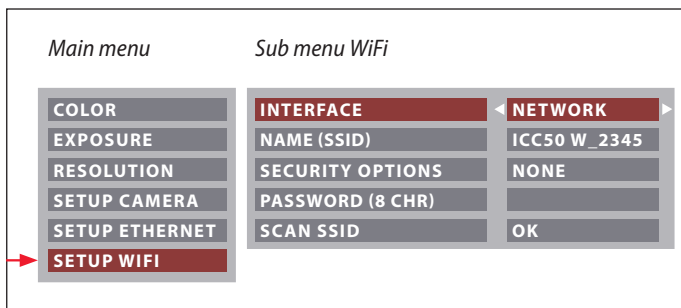 Main menu
Sub menu WiFi
COLOR
EXPOSURE
RESOLUTION
SETUP CAMERA
SETUP ETHERNET
SETUP WIFI
INTERFACE NETWORK
NAME (SSID) ICC50 W_2345
SECURITY OPTIONS NONE
PASSWORD (8 CHR)
SCAN SSID OK